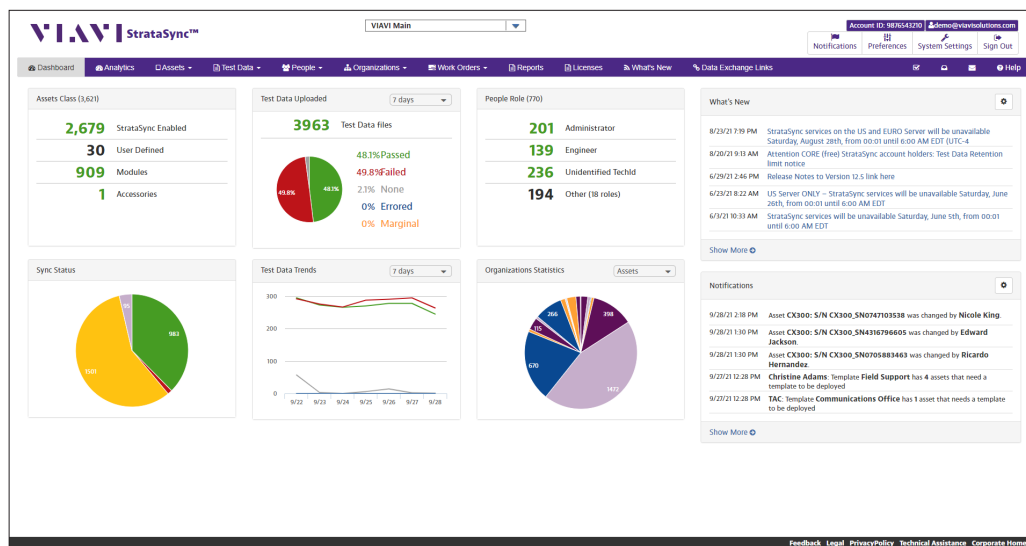 VIAVI StrataSync™
VIAVI Main
Account ID: 9876543210 demo@viavisolutions.com
Notifications Preferences System Settings Sign Out
Dashboard Analytics Assets Test Data People Organizations Work Orders Reports Licenses What's New Data Exchange Links Help
Assets Class (3,621)
2,679 StrataSync Enabled
30 User Defined
909 Modules
1 Accessories
Test Data Uploaded 7 days
3963 Test Data files
48.1% Passed
49.8% Failed
2.1% None
0% Errored
0% Marginal
49.8% 48.1%
People Role (770)
201 Administrator
139 Engineer
236 Unidentified TechId
194 Other (18 roles)
What's New
8/23/21 7:19 PM StrataSync services on the US and EURO Server will be unavailable
Saturday, August 28th, from 00:01 until 6:00 AM EDT (UTC-4
8/20/21 9:13 AM Attention CORE (free) StrataSync account holders: Test Data Retention
limit notice
6/29/21 2:46 PM Release Notes to Version 12.5 link here
6/23/21 8:22 AM US Server ONLY – StrataSync services will be unavailable Saturday, June
26th, from 00:01 until 6:00 AM EDT
6/3/21 10:33 AM StrataSync services will be unavailable Saturday, June 5th, from 00:01
until 6:00 AM EDT
Show More
Sync Status
983
1501
Test Data Trends 7 days
300
200
100
0
9/22 9/23 9/24 9/25 9/26 9/27 9/28
Organizations Statistics Assets
398
1472
670
115
266
Notifications
9/28/21 2:18 PM Asset CX300: S/N CX300_SN0747103538 was changed by Nicole King.
9/28/21 1:30 PM Asset CX300: S/N CX300_SN4316796605 was changed by Edward
Jackson.
9/28/21 1:30 PM Asset CX300: S/N CX300_SN0705883463 was changed by Ricardo
Hernandez.
9/27/21 12:28 PM Christine Adams: Template Field Support has 4 assets that need a
template to be deployed
9/27/21 12:28 PM TAC: Template Communications Office has 1 asset that needs a template
to be deployed
Show More
Feedback Legal PrivacyPolicy Technical Assistance Corporate Home